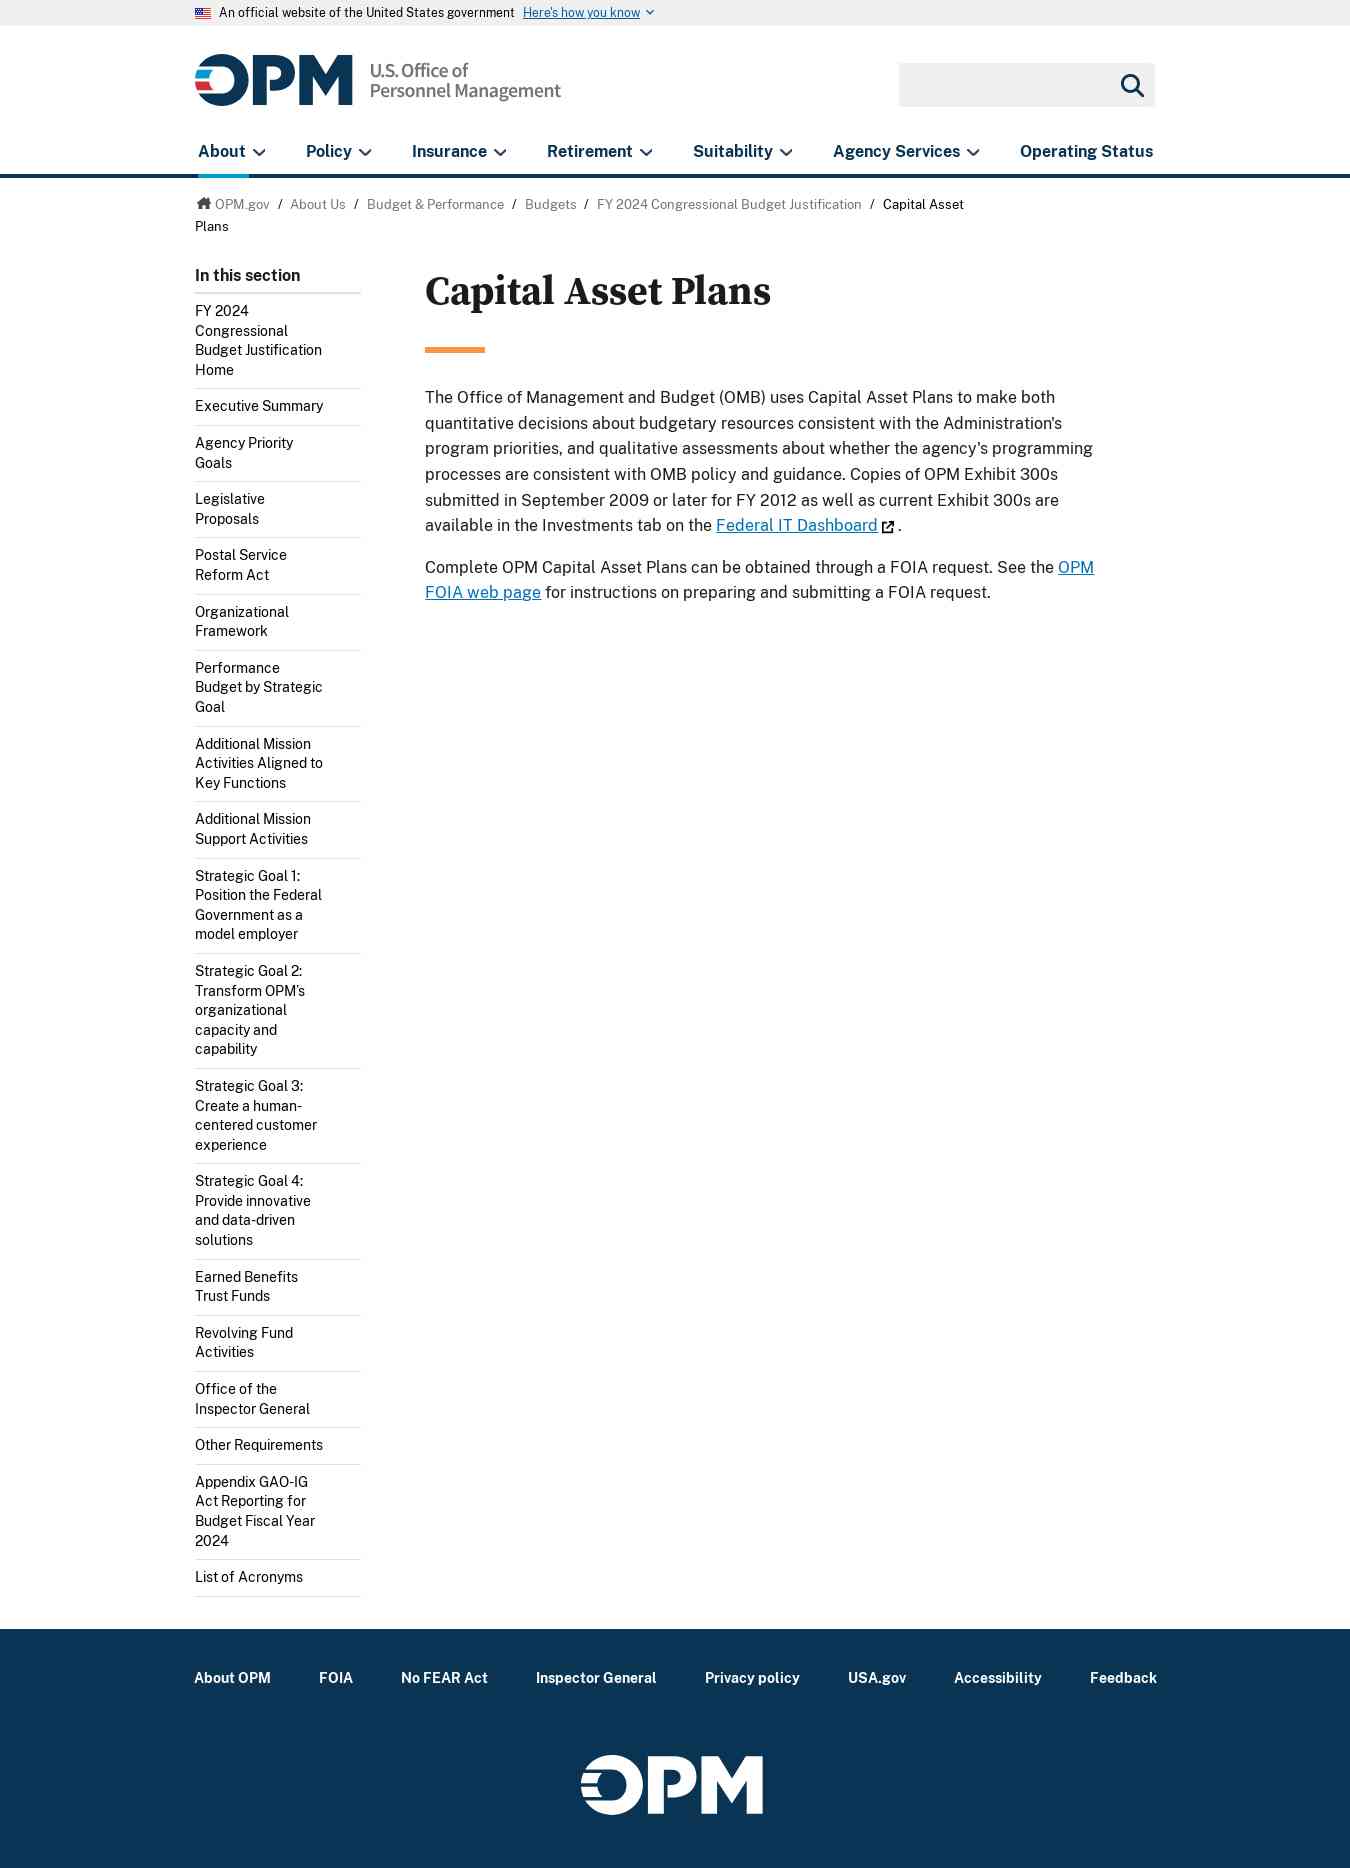 An official website of the United States government Here's how you know
OPM U.S. Office of
Personnel Management
About Policy Insurance Retirement Suitability Agency Services Operating Status
OPM.gov / About Us / Budget & Performance / Budgets / FY 2024 Congressional Budget Justification / Capital Asset
Plans
In this section
FY 2024
Congressional
Budget Justification
Home
Executive Summary
Agency Priority
Goals
Legislative
Proposals
Postal Service
Reform Act
Organizational
Framework
Performance
Budget by Strategic
Goal
Additional Mission
Activities Aligned to
Key Functions
Additional Mission
Support Activities
Strategic Goal 1:
Position the Federal
Government as a
model employer
Strategic Goal 2:
Transform OPM’s
organizational
capacity and
capability
Strategic Goal 3:
Create a human-
centered customer
experience
Strategic Goal 4:
Provide innovative
and data-driven
solutions
Earned Benefits
Trust Funds
Revolving Fund
Activities
Office of the
Inspector General
Other Requirements
Appendix GAO-IG
Act Reporting for
Budget Fiscal Year
2024
List of Acronyms
Capital Asset Plans
The Office of Management and Budget (OMB) uses Capital Asset Plans to make both
quantitative decisions about budgetary resources consistent with the Administration's
program priorities, and qualitative assessments about whether the agency's programming
processes are consistent with OMB policy and guidance. Copies of OPM Exhibit 300s
submitted in September 2009 or later for FY 2012 as well as current Exhibit 300s are
available in the Investments tab on the Federal IT Dashboard .
Complete OPM Capital Asset Plans can be obtained through a FOIA request. See the OPM
FOIA web page for instructions on preparing and submitting a FOIA request.
About OPM FOIA No FEAR Act Inspector General Privacy policy USA.gov Accessibility Feedback
OPM